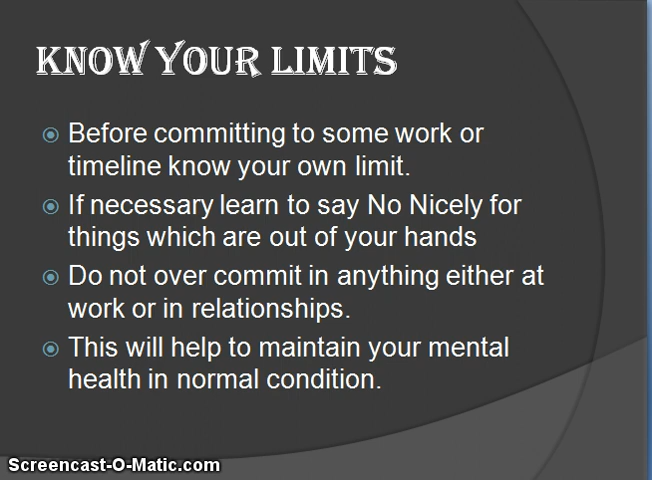 KNOW YOUR LIMITS
Before committing to some work or
timeline know your own limit.
If necessary learn to say No Nicely for
things which are out of your hands
Do not over commit in anything either at
work or in relationships.
This will help to maintain your mental
health in normal condition.
Screencast-O-Matic.com